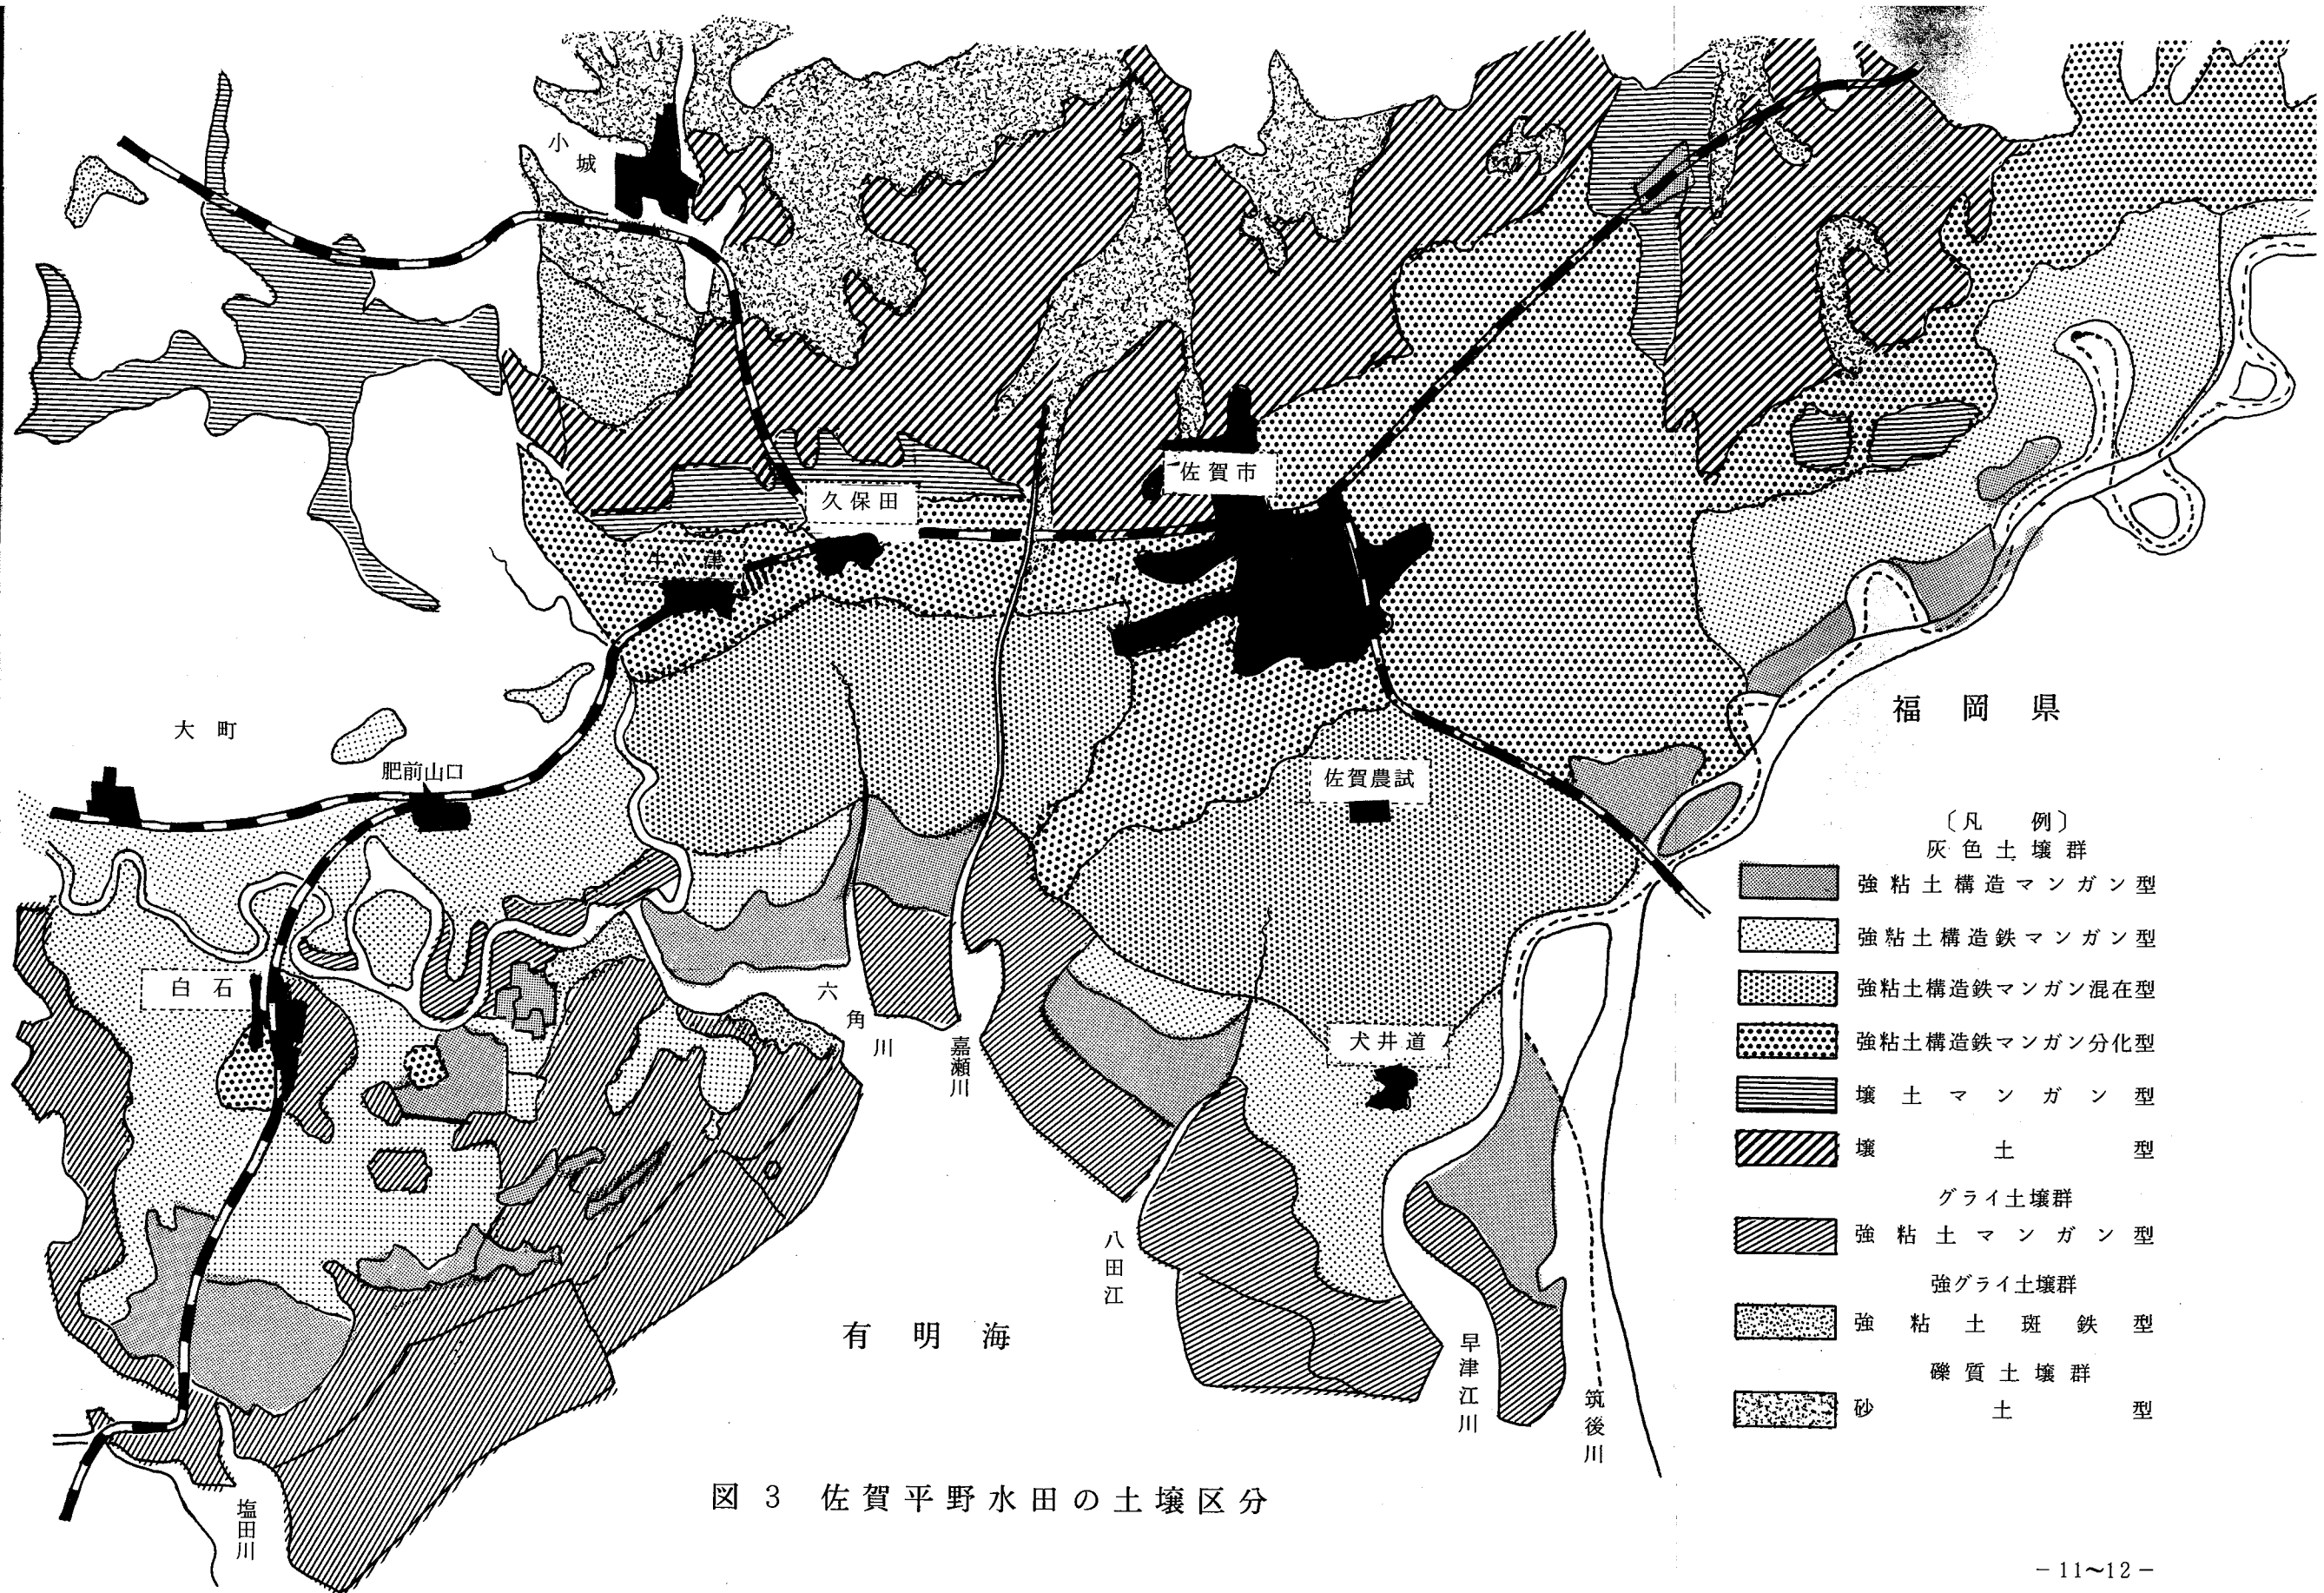 小城
佐賀市
久保田
牛津
大町
肥前山口
福岡県
佐賀農試
白石
六角川
嘉瀬川
犬井道
八田江
有明海
早津江川
筑後川
塩田川
〔凡例〕
灰色土壌群
強粘土構造マンガン型
強粘土構造鉄マンガン型
強粘土構造鉄マンガン混在型
強粘土構造鉄マンガン分化型
壌土マンガン型
壌土型
グライ土壌群
強粘土マンガン型
強グライ土壌群
強粘土斑鉄型
礫質土壌群
砂土型
図3 佐賀平野水田の土壌区分
－11～12－